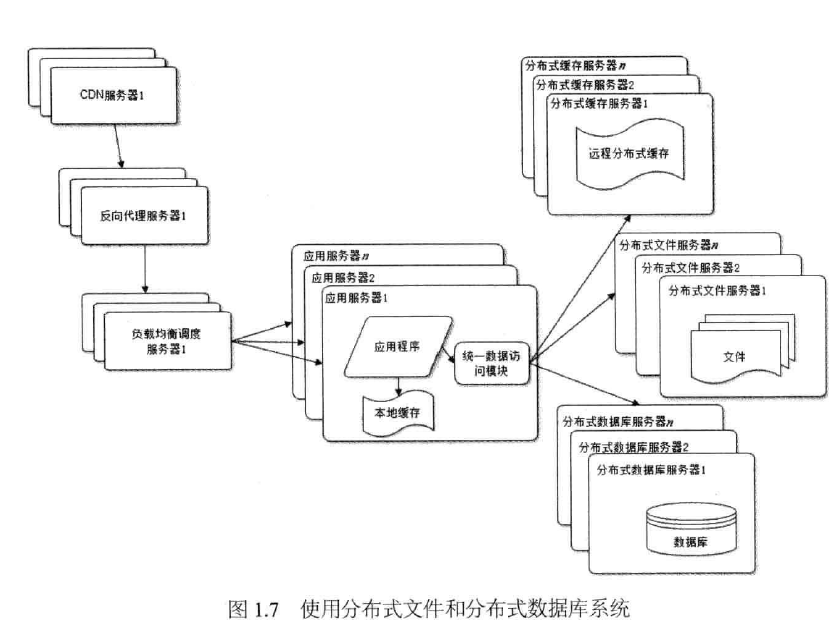 CDN服务器1
反向代理服务器1
负载均衡调度
服务器1
应用服务器n
应用服务器2
应用服务器1
应用程序
统一数据访
问模块
本地缓存
分布式缓存服务器n
分布式缓存服务器2
分布式缓存服务器1
远程分布式缓存
分布式文件服务器n
分布式文件服务器2
分布式文件服务器1
文件
分布式数据库服务器n
分布式数据库服务器2
分布式数据库服务器1
数据库
图 1.7 使用分布式文件和分布式数据库系统